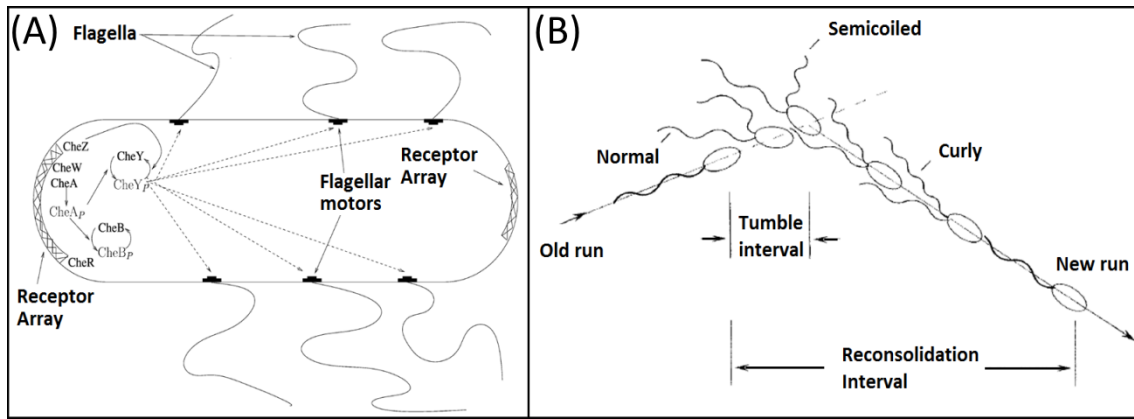 (A)
Flagella
CheZ
CheW
CheA
CheAP
CheY
CheYP
CheB
CheBP
CheR
Receptor
Array
Flagellar
motors
Receptor
Array
(B)
Semicoiled
Normal
Curly
Old run
Tumble
interval
New run
Reconsolidation
Interval